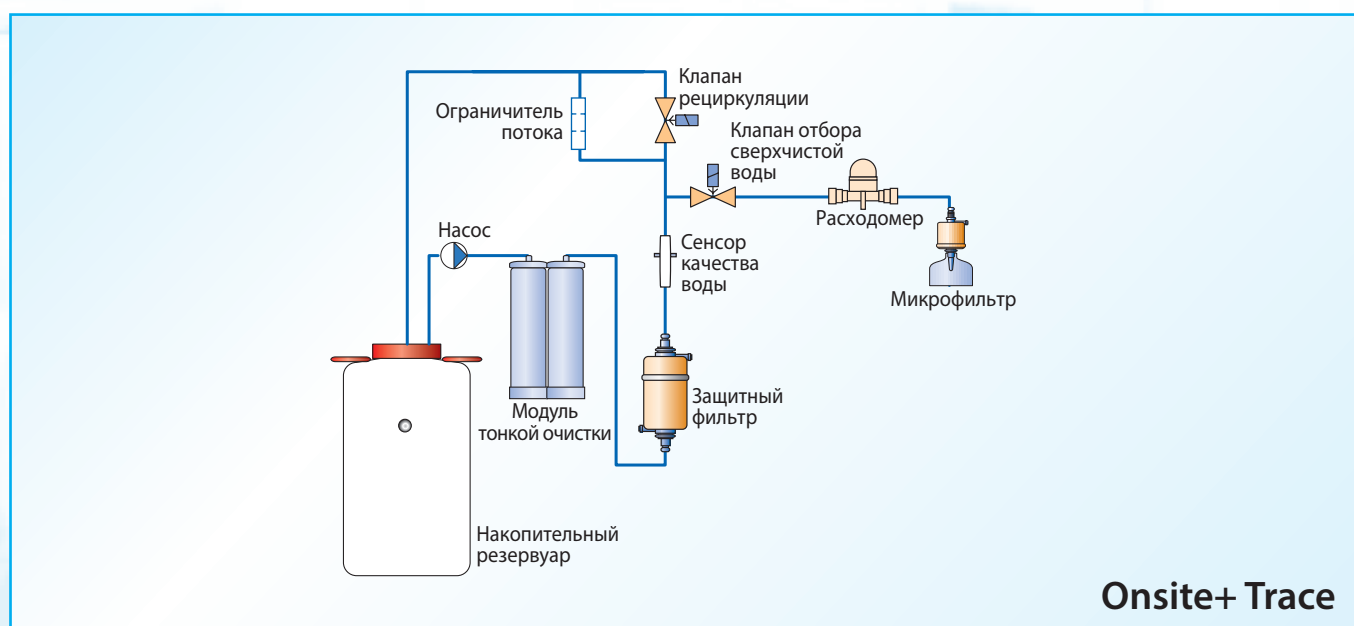 Клапан
рециркуляции
Ограничитель
потока
Клапан отбора
сверхчистой
воды
Расходомер
Насос
Сенсор
качества
воды
Микрофильтр
Модуль
тонкой очистки
Защитный
фильтр
Накопительный
резервуар
Onsite+ Trace